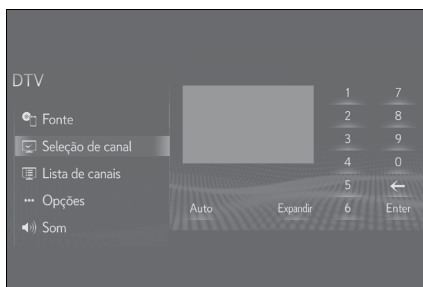 DTV
Fonte
Seleção de canal
Lista de canais
Opções
Som
Auto
Expandir
1 7
2 8
3 9
4 0
5 ←
6 Enter